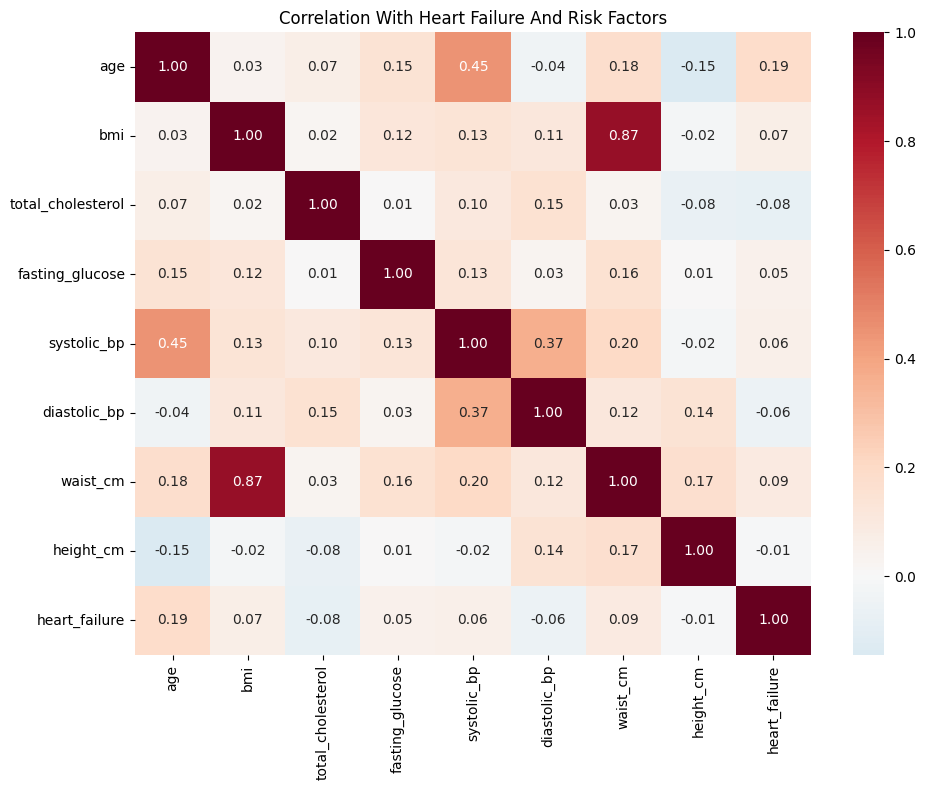 Correlation With Heart Failure And Risk Factors
age 1.00 0.03 0.07 0.15 0.45 -0.04 0.18 -0.15 0.19
bmi 0.03 1.00 0.02 0.12 0.13 0.11 0.87 -0.02 0.07
total_cholesterol 0.07 0.02 1.00 0.01 0.10 0.15 0.03 -0.08 -0.08
fasting_glucose 0.15 0.12 0.01 1.00 0.13 0.03 0.16 0.01 0.05
systolic_bp 0.45 0.13 0.10 0.13 1.00 0.37 0.20 -0.02 0.06
diastolic_bp -0.04 0.11 0.15 0.03 0.37 1.00 0.12 0.14 -0.06
waist_cm 0.18 0.87 0.03 0.16 0.20 0.12 1.00 0.17 0.09
height_cm -0.15 -0.02 -0.08 0.01 -0.02 0.14 0.17 1.00 -0.01
heart_failure 0.19 0.07 -0.08 0.05 0.06 -0.06 0.09 -0.01 1.00
age bmi total_cholesterol fasting_glucose systolic_bp diastolic_bp waist_cm height_cm heart_failure
1.0
0.8
0.6
0.4
0.2
0.0